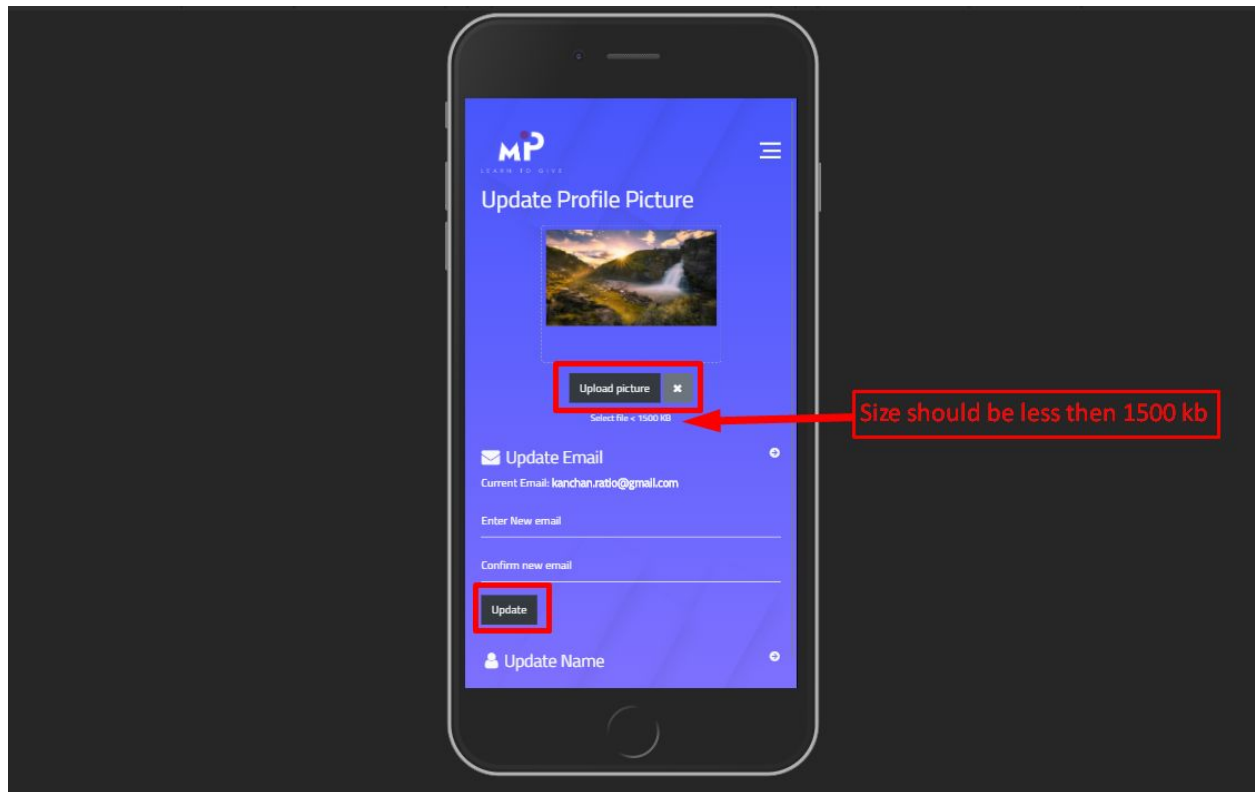 MiP
LEARN TO GIVE
Update Profile Picture
Upload picture
Select file < 1500 KB
Size should be less then 1500 kb
Update Email
Current Email: kanchan.ratio@gmail.com
Enter New email
Confirm new email
Update
Update Name